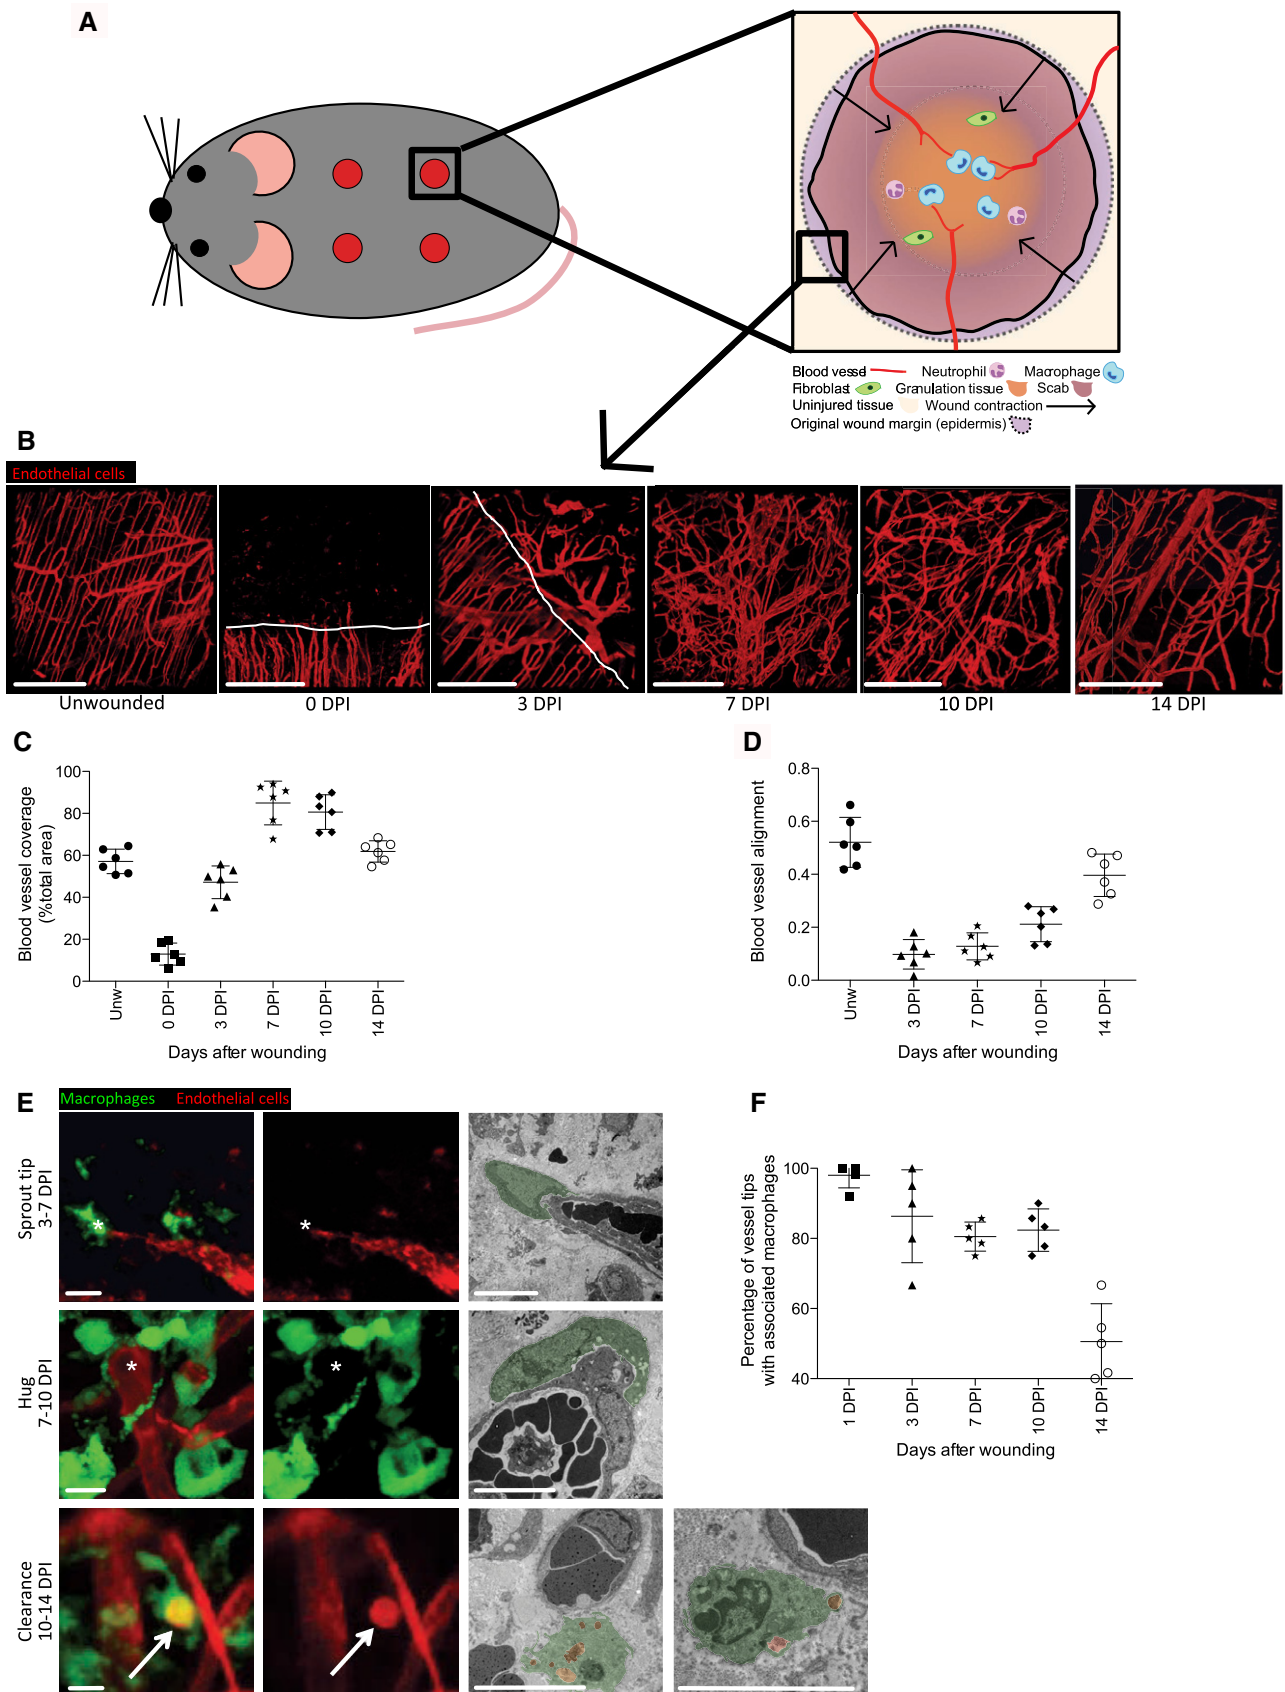 A
Blood vessel Neutrophil Macrophage
Fibroblast Granulation tissue Scab
Uninjured tissue Wound contraction
Original wound margin (epidermis)
B
Endothelial cells
Unwounded 0 DPI 3 DPI 7 DPI 10 DPI 14 DPI
C
Blood vessel coverage
(%total area)
100
80
60
40
20
0
Unw 0 DPI 3 DPI 7 DPI 10 DPI 14 DPI
Days after wounding
D
Blood vessel alignment
0.8
0.6
0.4
0.2
0.0
Unw 3 DPI 7 DPI 10 DPI 14 DPI
Days after wounding
E
Macrophages Endothelial cells
Sprout tip
3-7 DPI
* *
Hug
7-10 DPI
* *
Clearance
10-14 DPI
F
Percentage of vessel tips
with associated macrophages
100
80
60
40
1 DPI 3 DPI 7 DPI 10 DPI 14 DPI
Days after wounding